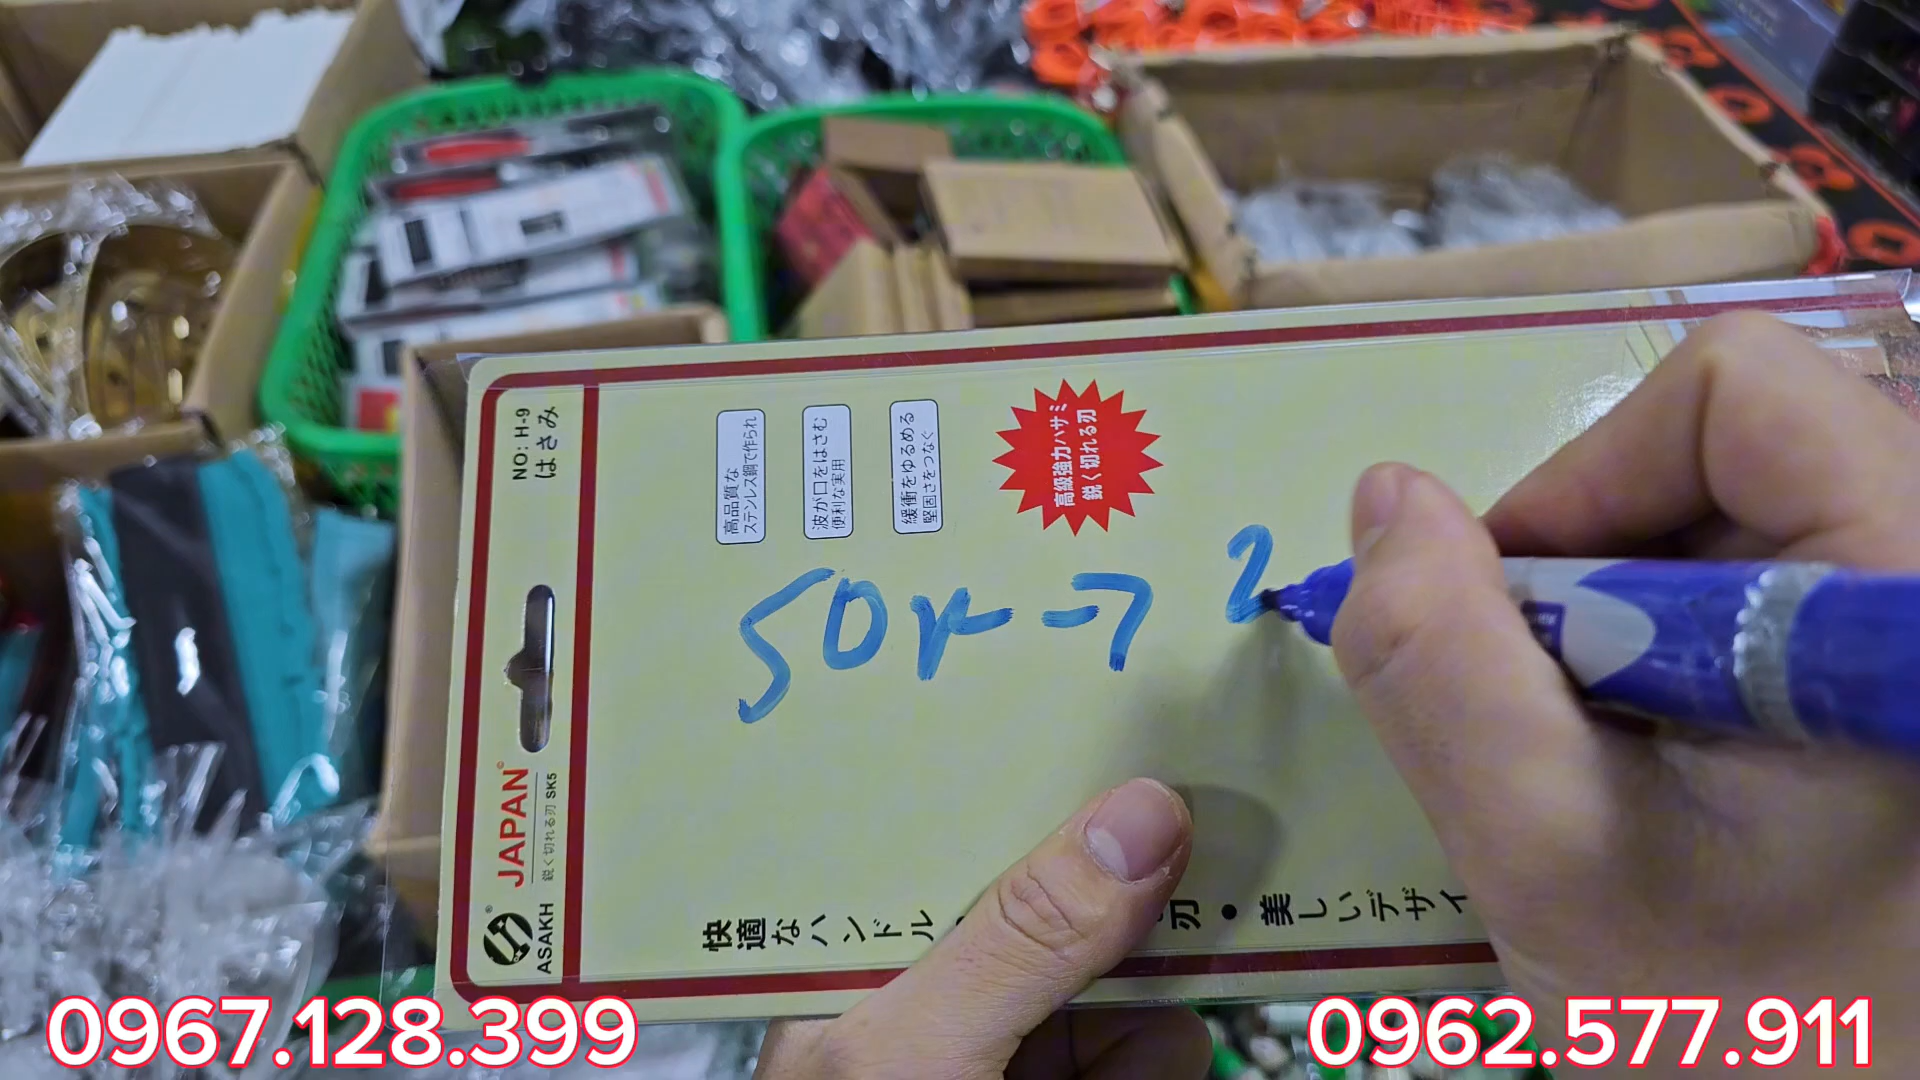 NO: H-9
はさみ
JAPAN
鋭く切れる刃 SK5
ASAKH
高品質な
ステンレス鋼で作られ
波が口をはさむ
便利な実用
緩衝をゆるめる
堅固さをつなぐ
高級強力ハサミ
鋭く切れる刃
50k → 2
快適なハンドル
刃・美しいデザイ
0967.128.399
0962.577.911